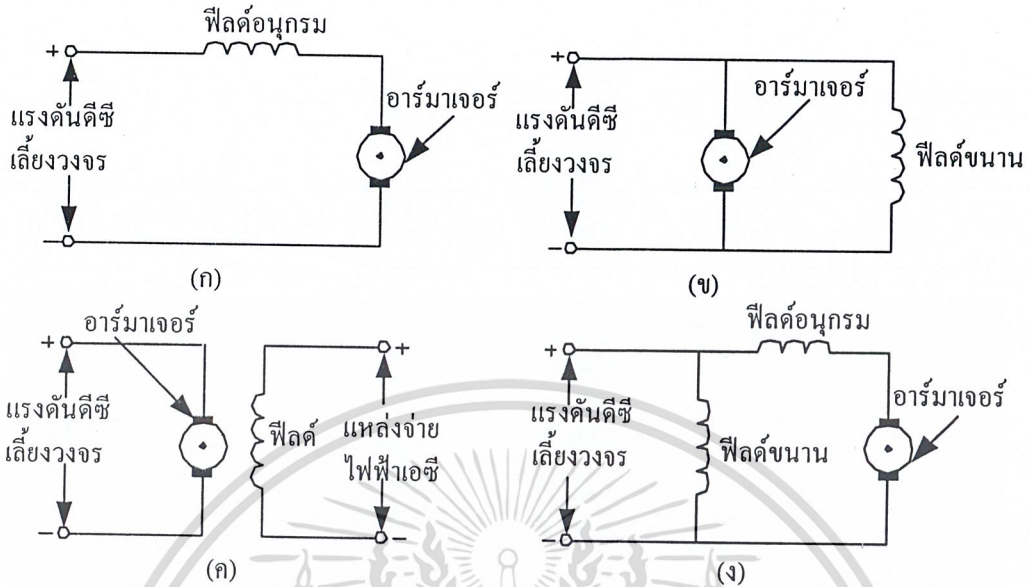 ฟีลด์อนุกรม
+
แรงดันดีซี
เลี้ยงวงจร
อาร์มาเจอร์
−
(ก)
+
แรงดันดีซี
เลี้ยงวงจร
อาร์มาเจอร์
ฟีลด์ขนาน
−
(ข)
อาร์มาเจอร์
+
แรงดันดีซี
เลี้ยงวงจร
−
ฟีลด์
+
แหล่งจ่าย
ไฟฟ้าเอซี
−
(ค)
ฟีลด์อนุกรม
+
แรงดันดีซี
เลี้ยงวงจร
ฟีลด์ขนาน
อาร์มาเจอร์
−
(ง)